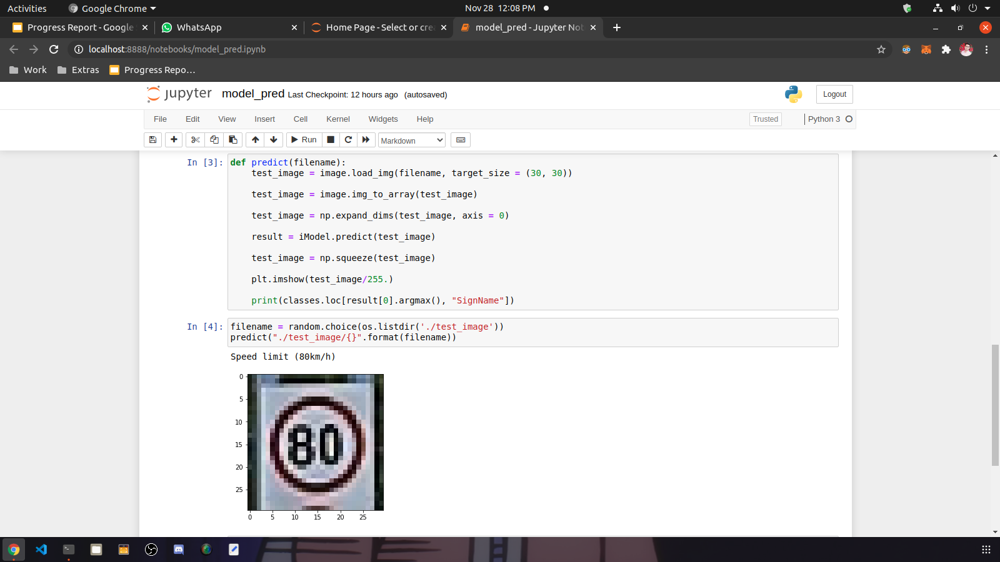 Activities
Google Chrome
Nov 28 12:08 PM
Progress Report - Google
WhatsApp
Home Page - Select or crea
model_pred - Jupyter Not
localhost:8888/notebooks/model_pred.ipynb
Work
Extras
Progress Repo…
jupyter
model_pred Last Checkpoint: 12 hours ago (autosaved)
Logout
File Edit View Insert Cell Kernel Widgets Help
Trusted
Python 3
Run
Markdown
In [3]:
def predict(filename):
    test_image = image.load_img(filename, target_size = (30, 30))
    test_image = image.img_to_array(test_image)
    test_image = np.expand_dims(test_image, axis = 0)
    result = iModel.predict(test_image)
    test_image = np.squeeze(test_image)
    plt.imshow(test_image/255.)
    print(classes.loc[result[0].argmax(), "SignName"])
In [4]:
filename = random.choice(os.listdir('./test_image'))
predict("./test_image/{}".format(filename))
Speed limit (80km/h)
0
5
10
15
20
25
80
0 5 10 15 20 25